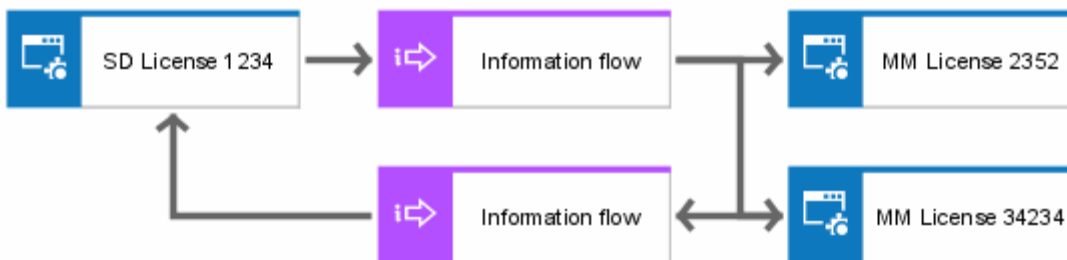 SD License 1234
Information flow
MM License 2352
Information flow
MM License 34234